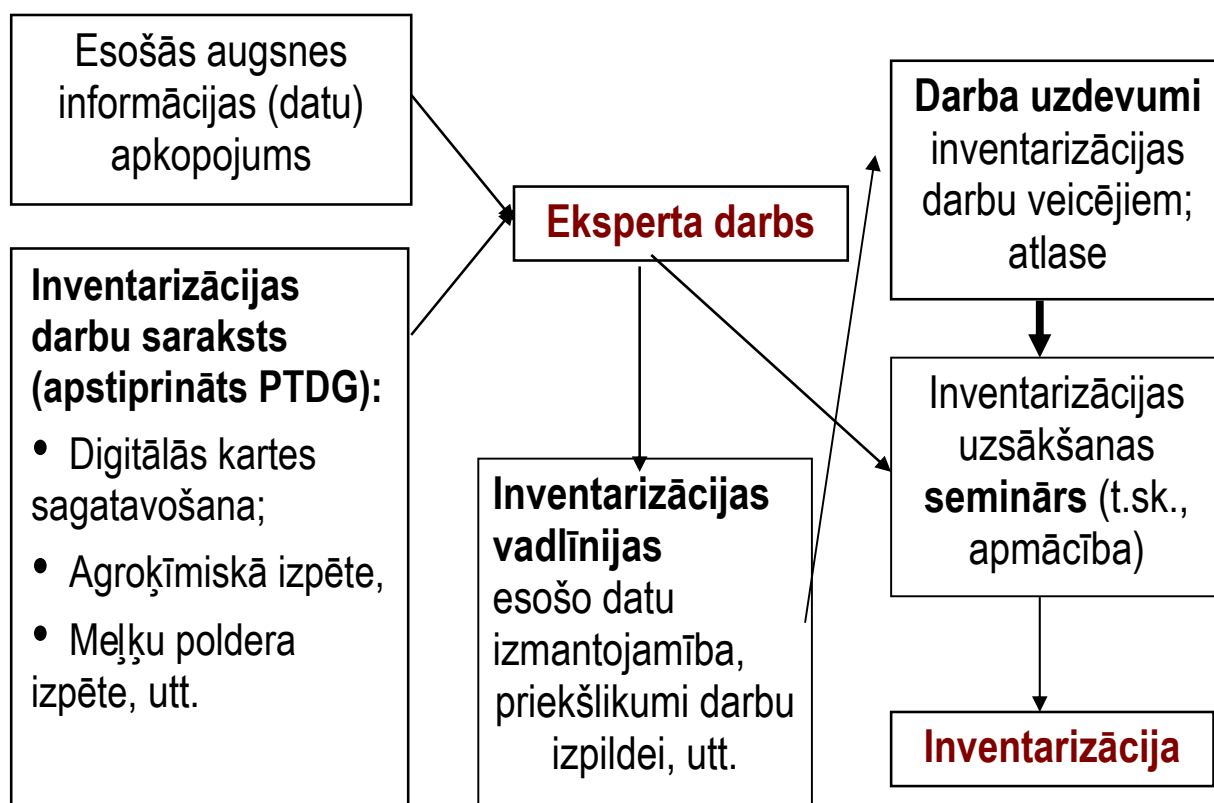 Esošās augsnes
informācijas (datu)
apkopojums
Inventarizācijas
darbu saraksts
(apstiprināts PTDG):
• Digitālās kartes
sagatavošana;
• Agroķīmiskā izpēte,
• Meļķu poldera
izpēte, utt.
Eksperta darbs
Inventarizācijas
vadlīnijas
esošo datu
izmantojamība,
priekšlikumi darbu
izpildei, utt.
Darba uzdevumi
inventarizācijas
darbu veicējiem;
atlase
Inventarizācijas
uzsākšanas
seminārs (t.sk.,
apmācība)
Inventarizācija